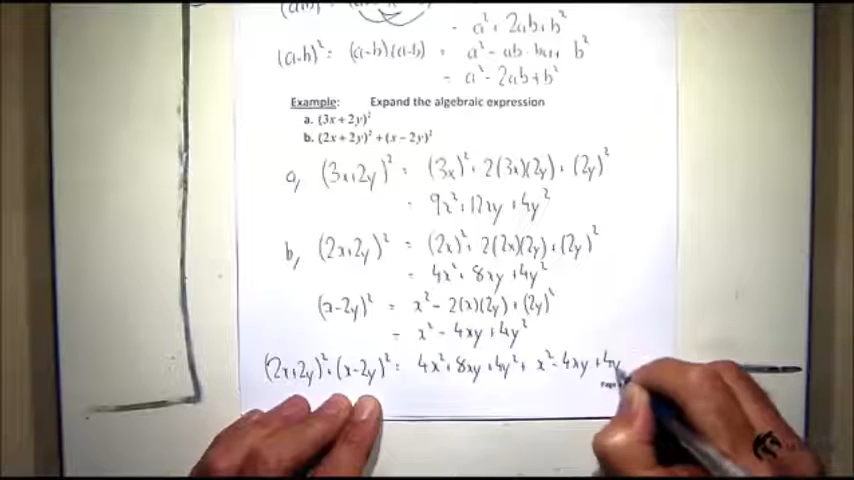 = a² + 2ab + b²
(a-b)² = (a-b)(a-b) = a² - ab - ba + b²
= a² - 2ab + b²
Example: Expand the algebraic expression
a. (3x + 2y)²
b. (2x + 2y)² + (x − 2y)²
a, (3x+2y)² = (3x)² + 2(3x)(2y) + (2y)²
= 9x² + 12xy + 4y²
b, (2x+2y)² = (2x)² + 2(2x)(2y) + (2y)²
= 4x² + 8xy + 4y²
(x-2y)² = x² - 2(x)(2y) + (2y)²
= x² - 4xy + 4y²
(2x+2y)² + (x-2y)² = 4x² + 8xy + 4y² + x² - 4xy + 4y